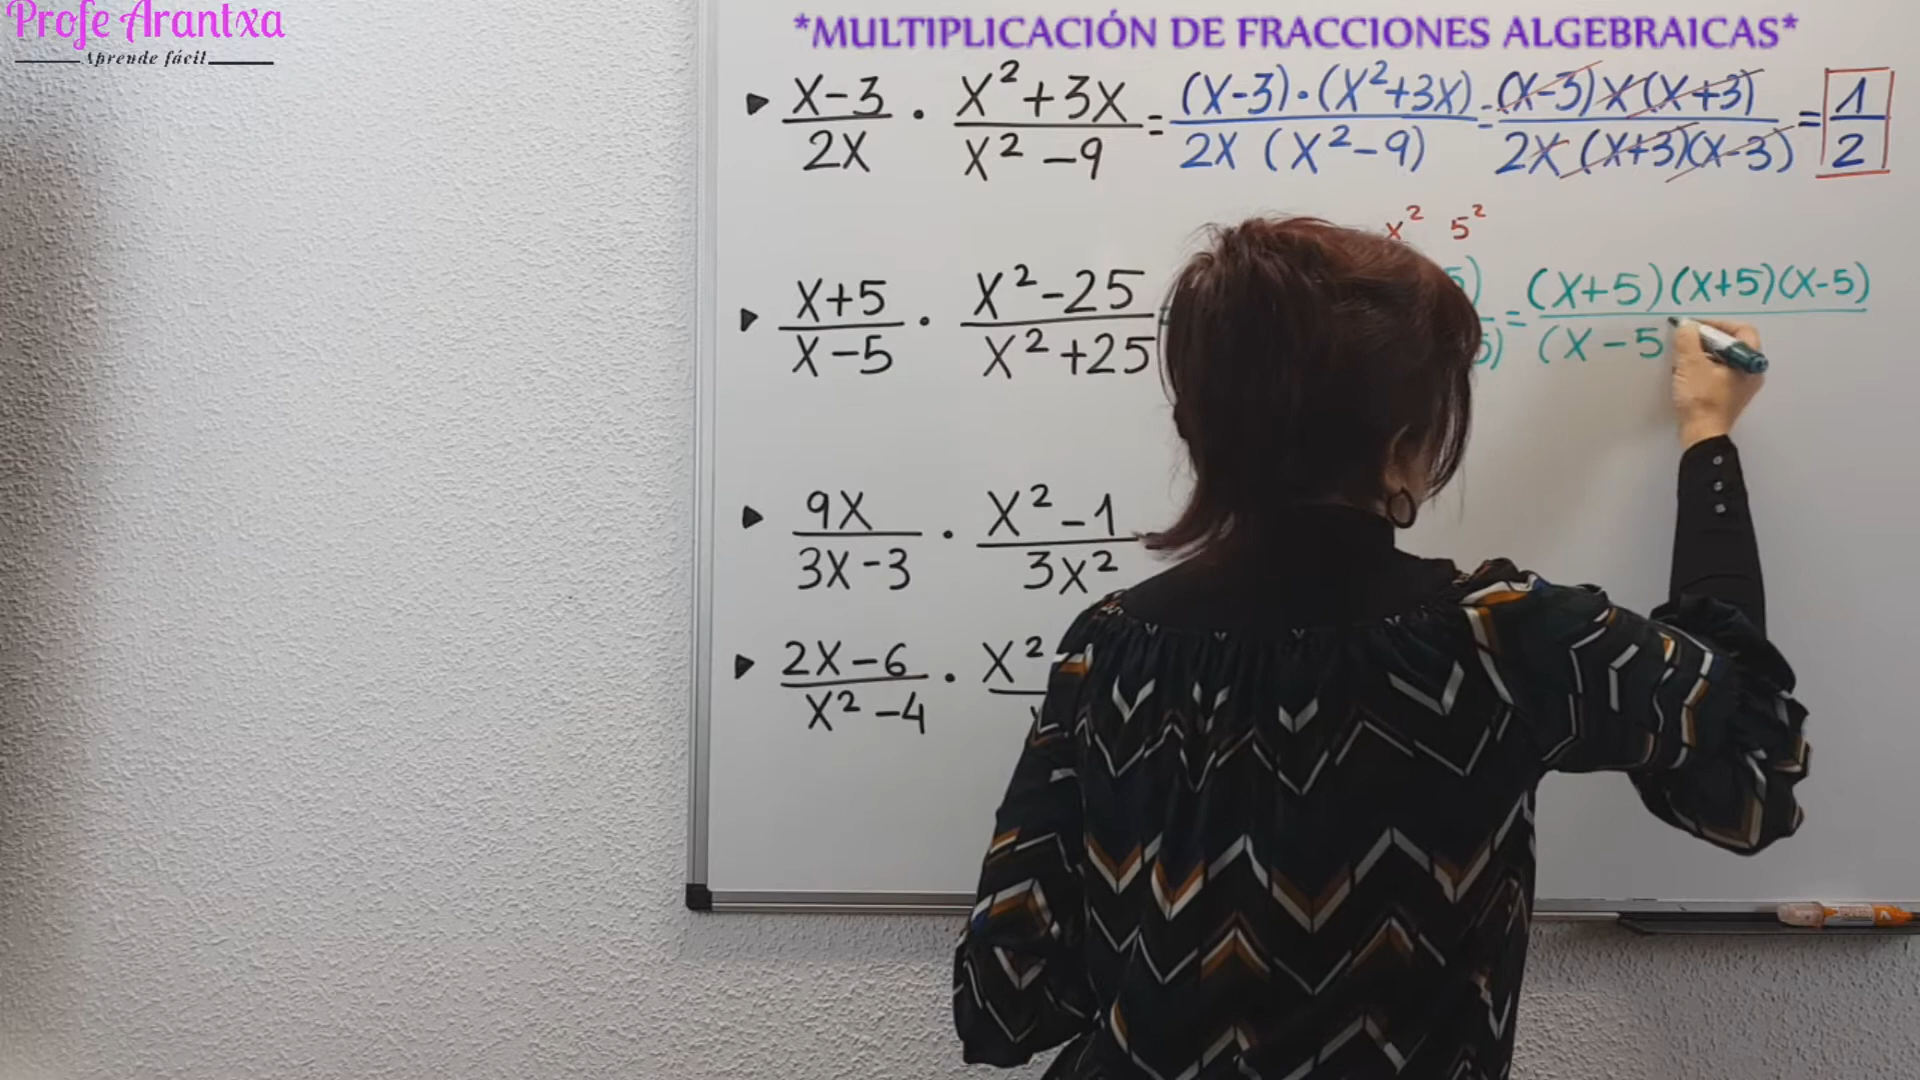 Profe Arantxa
Aprende fácil
*MULTIPLICACIÓN DE FRACCIONES ALGEBRAICAS*
▶ (x-3)/(2x) · (x²+3x)/(x²-9) = ((x-3)·(x²+3x))/(2x(x²-9)) = ((x-3)x(x+3))/(2x(x+3)(x-3)) = 1/2
x² 5²
▶ (x+5)/(x-5) · (x²-25)/(x²+25) = 5)/5) = ((x+5)(x+5)(x-5))/((x-5
▶ (9x)/(3x-3) · (x²-1)/(3x²)
▶ (2x-6)/(x²-4) · x²